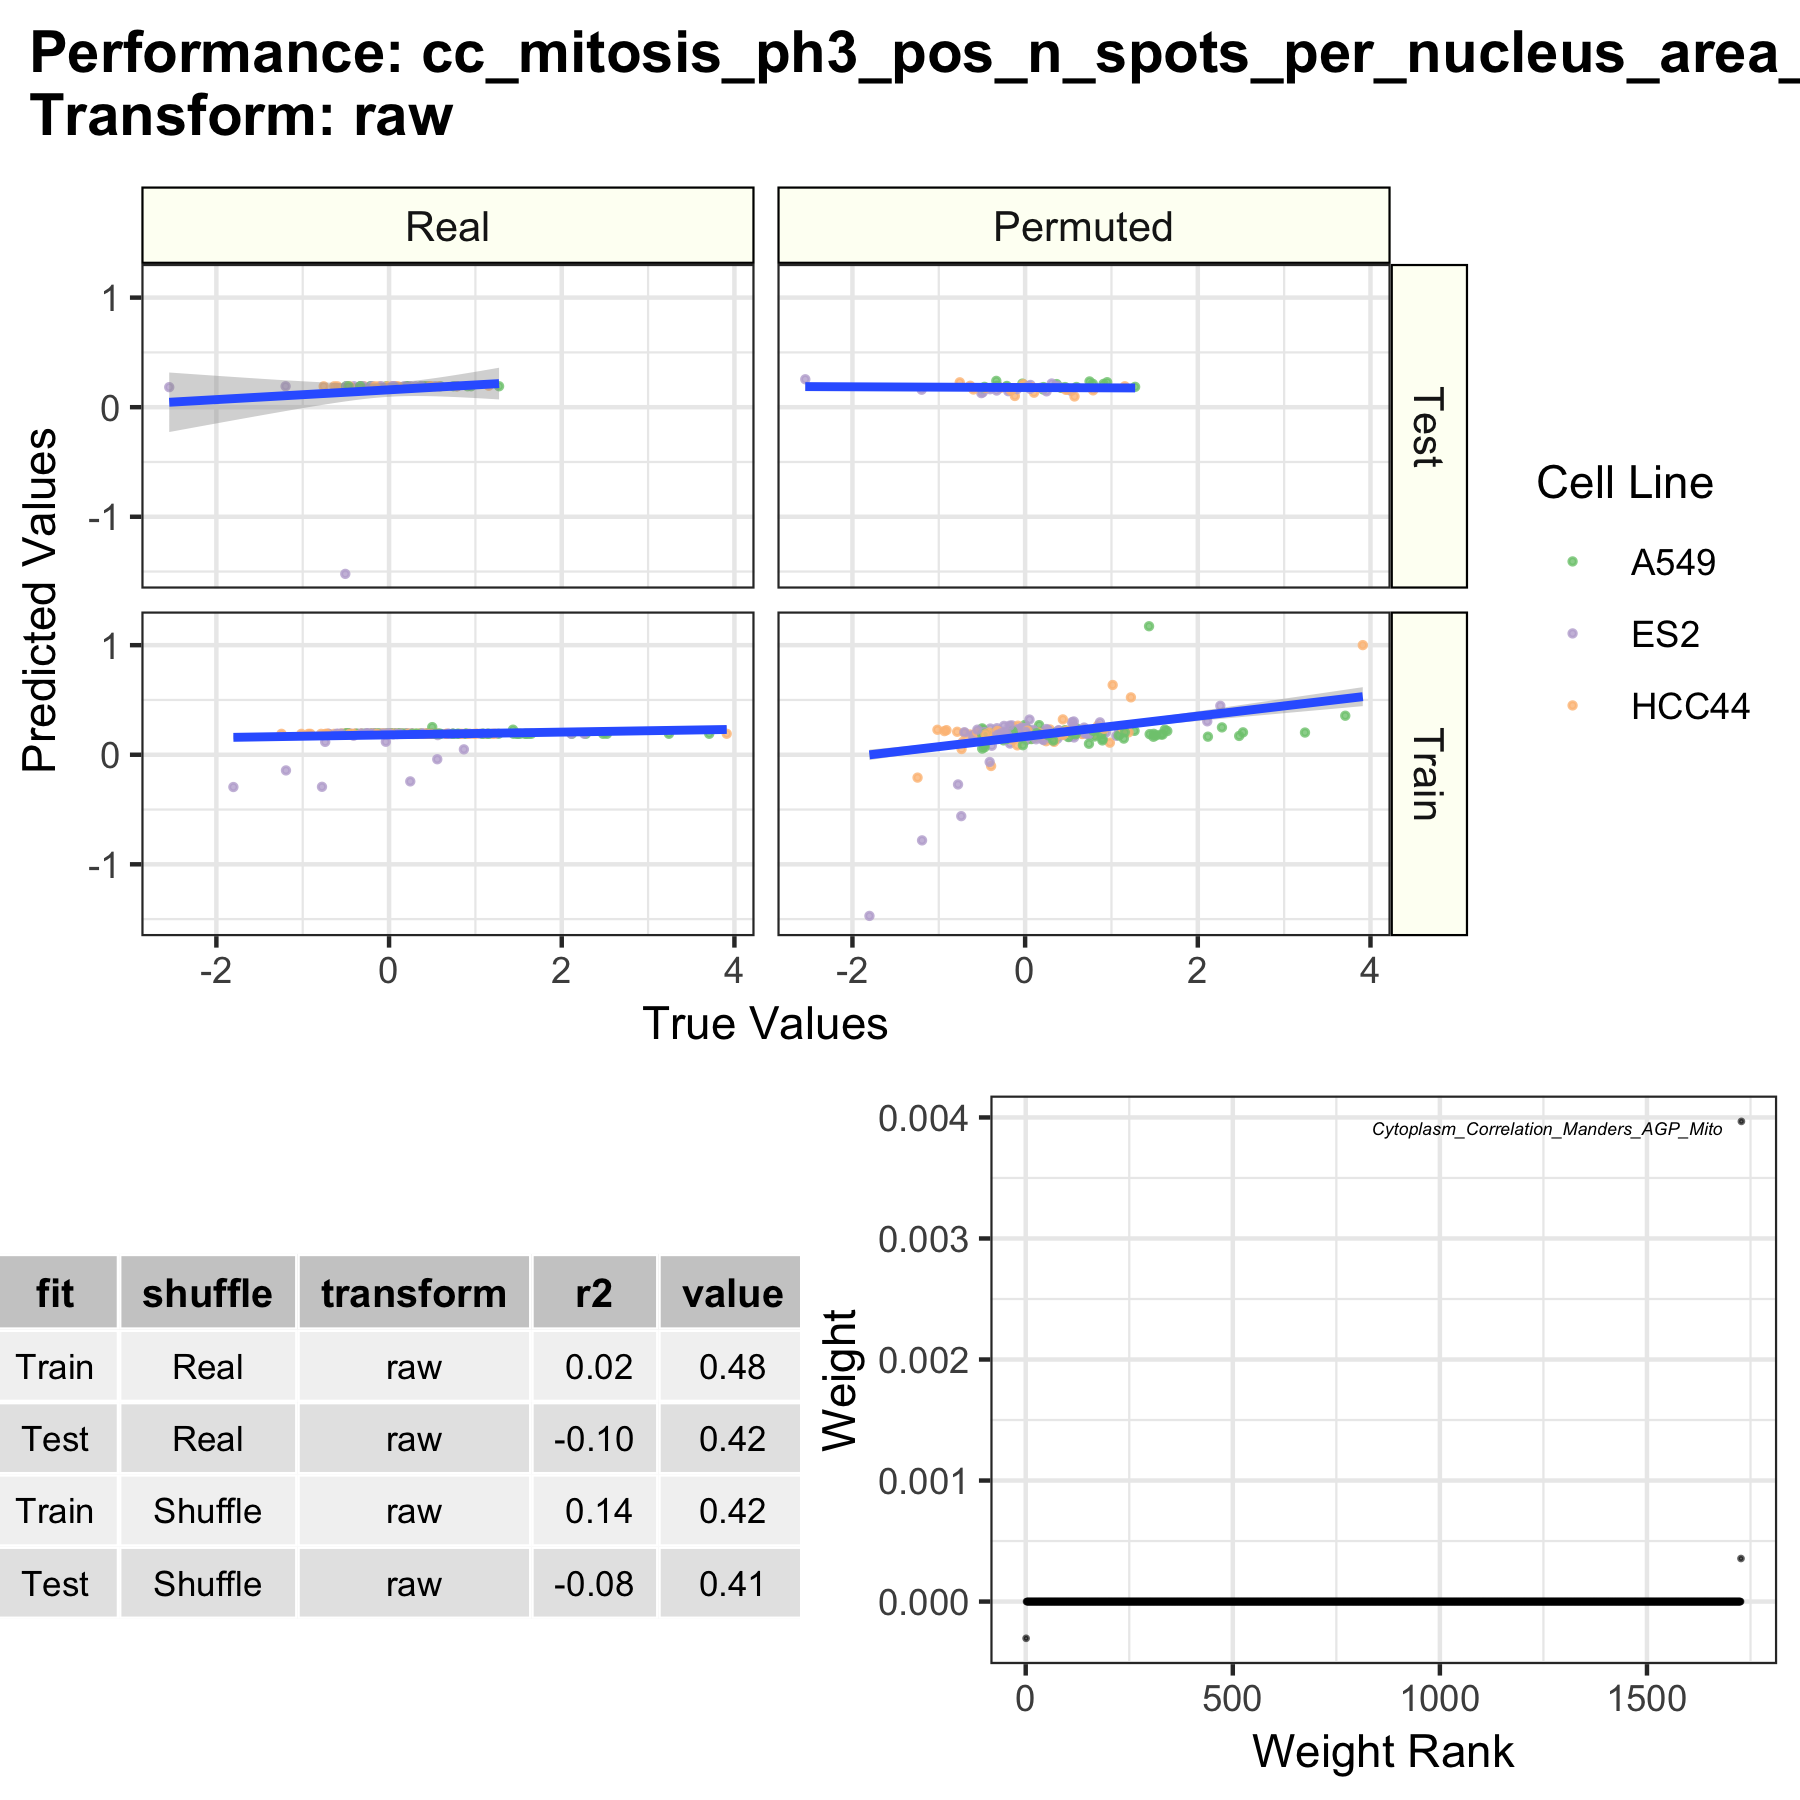 Performance: cc_mitosis_ph3_pos_n_spots_per_nucleus_area_
Transform: raw
Real
Permuted
Test
Train
Predicted Values
1
0
-1
1
0
-1
-2
0
2
4
-2
0
2
4
True Values
Cell Line
A549
ES2
HCC44
fit shuffle transform r2 value
Train Real raw 0.02 0.48
Test Real raw -0.10 0.42
Train Shuffle raw 0.14 0.42
Test Shuffle raw -0.08 0.41
Weight
0.004
0.003
0.002
0.001
0.000
Cytoplasm_Correlation_Manders_AGP_Mito
0
500
1000
1500
Weight Rank